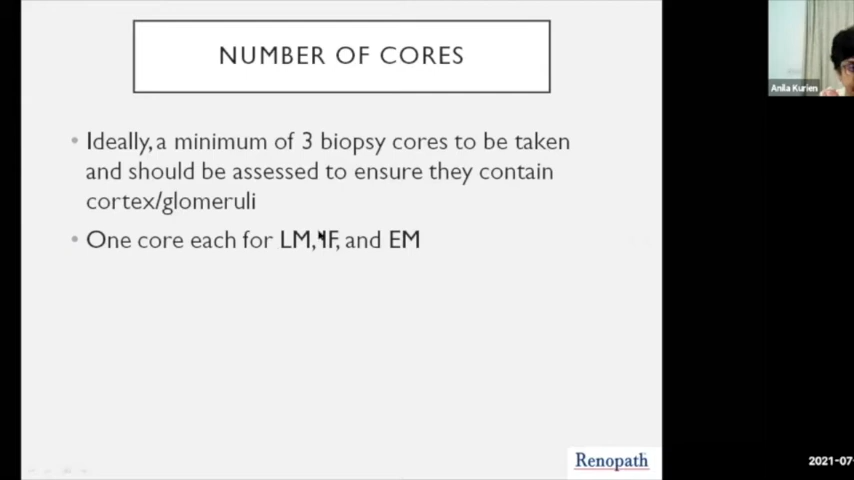 NUMBER OF CORES
• Ideally, a minimum of 3 biopsy cores to be taken
and should be assessed to ensure they contain
cortex/glomeruli
• One core each for LM, IF, and EM
Anila Kurien
Renopath
2021-07-